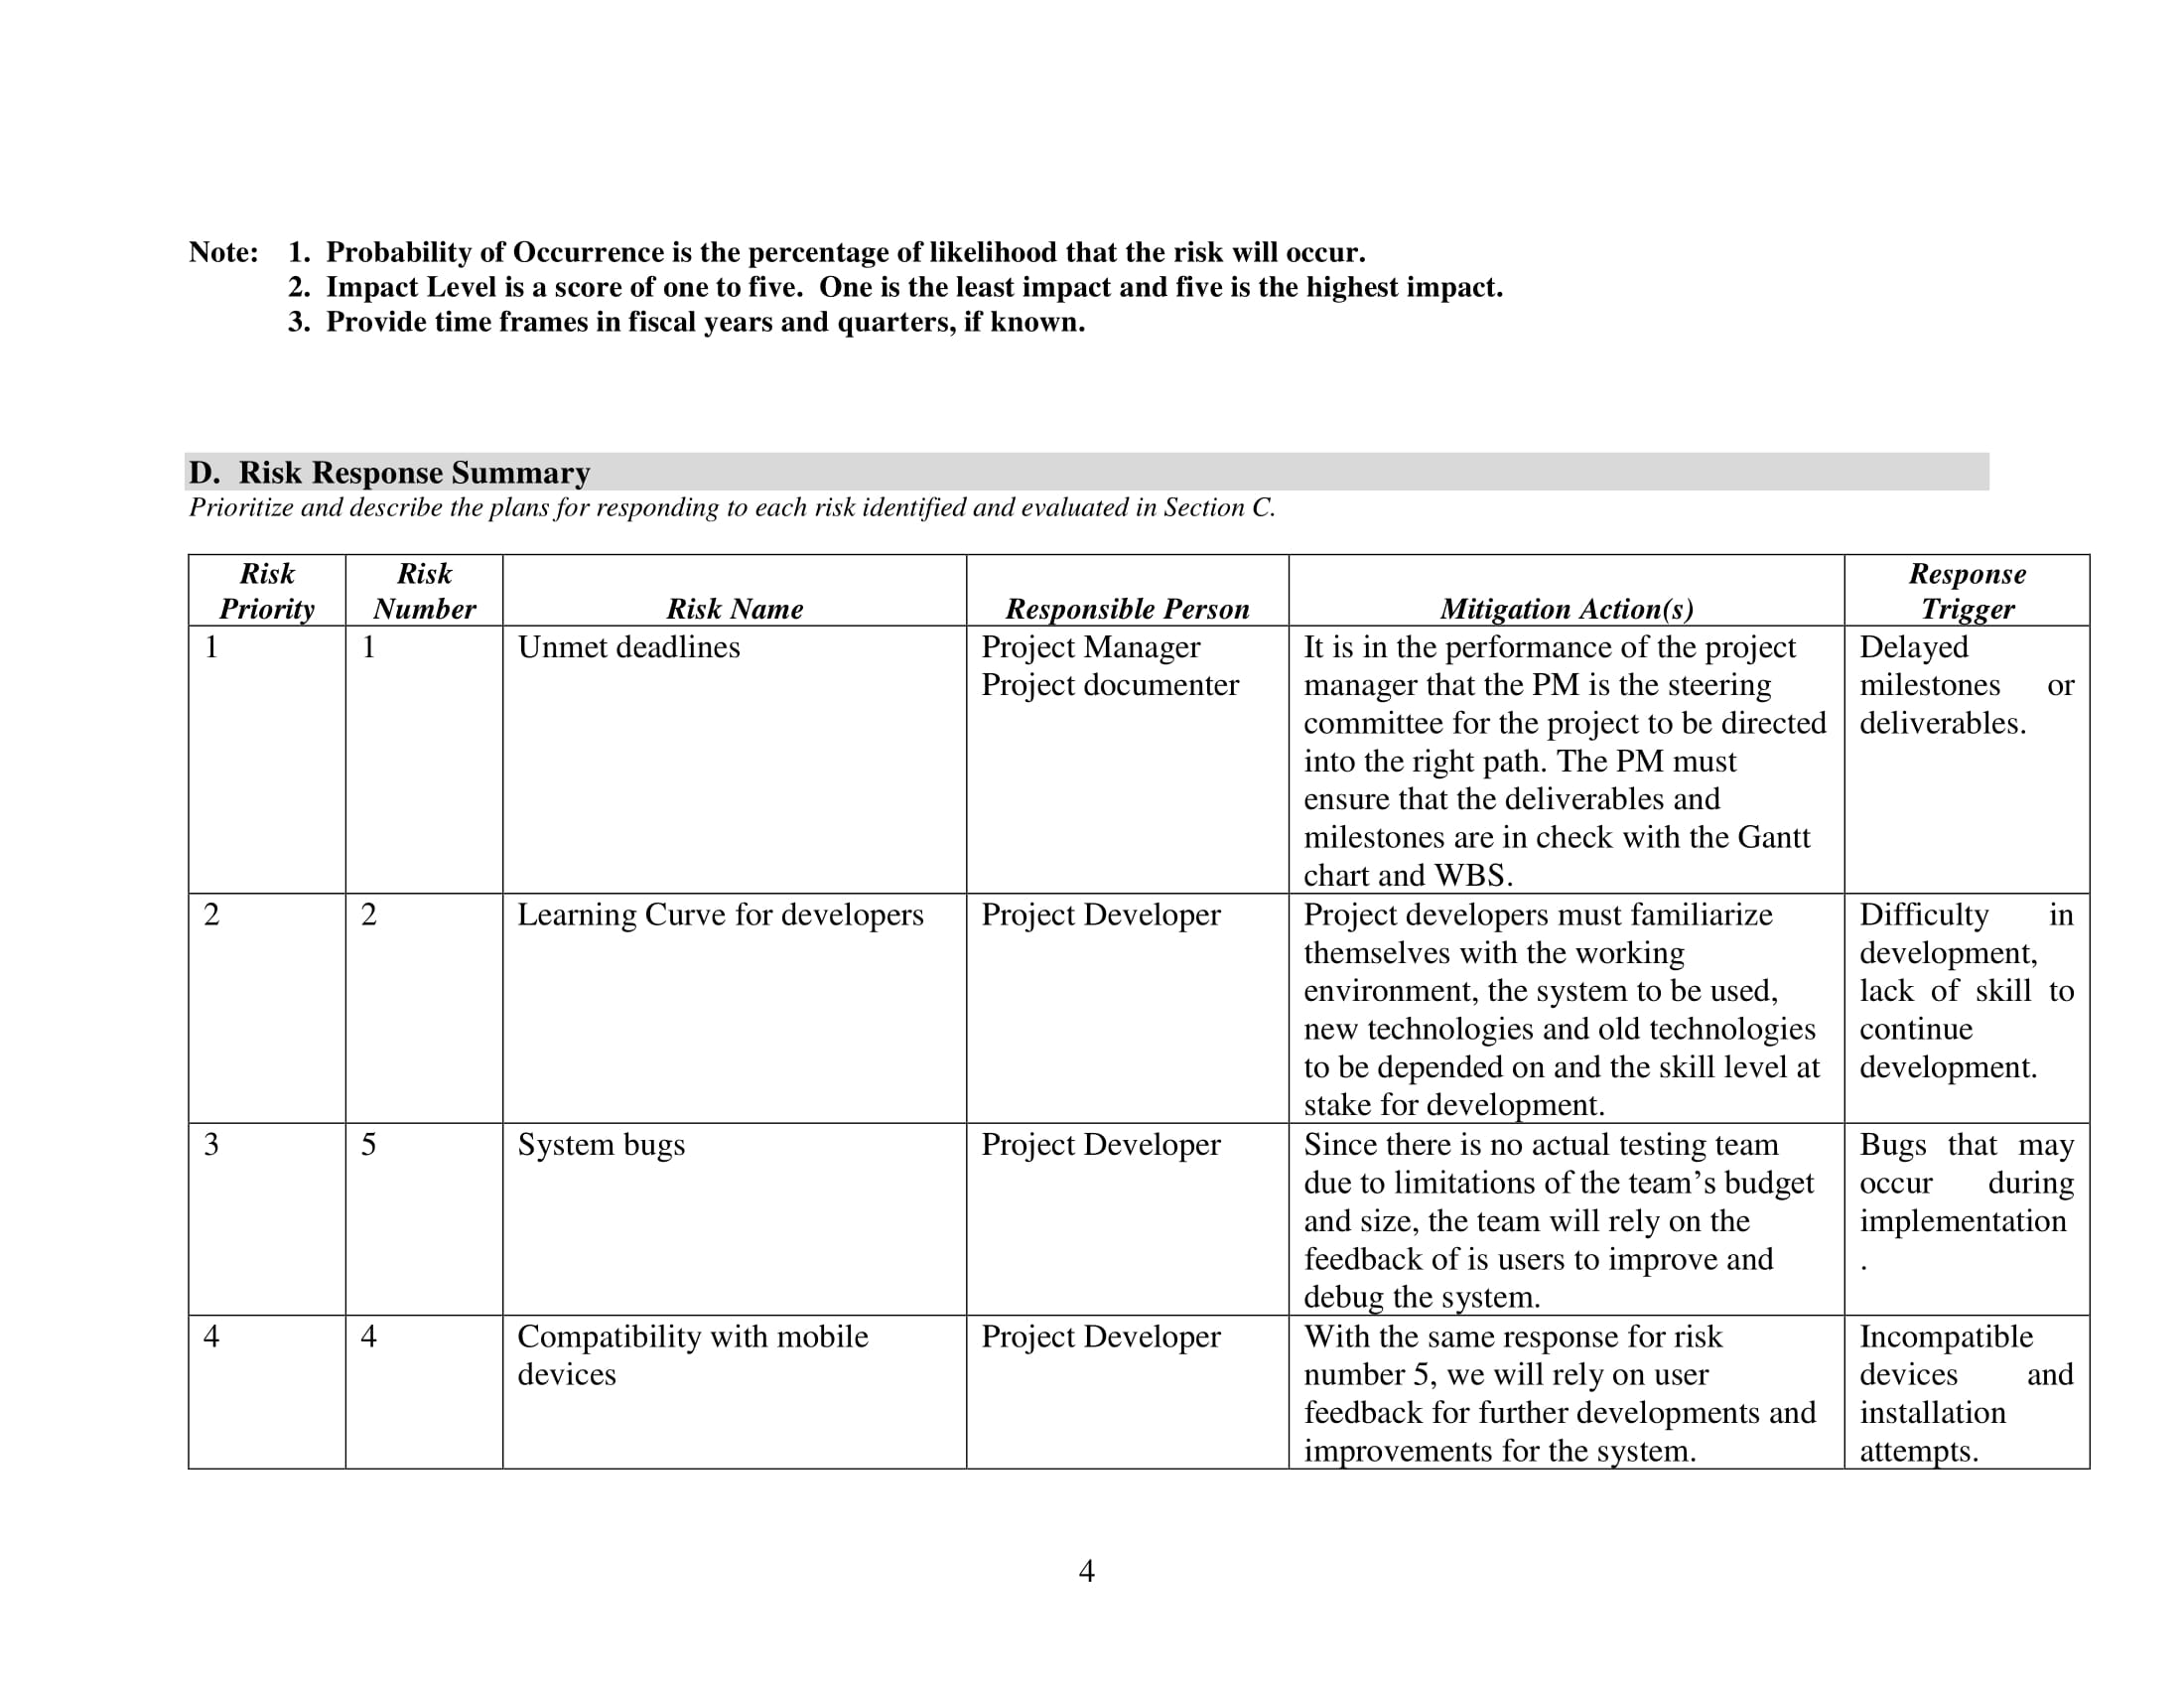 Note: 1. Probability of Occurrence is the percentage of likelihood that the risk will occur.
2. Impact Level is a score of one to five. One is the least impact and five is the highest impact.
3. Provide time frames in fiscal years and quarters, if known.
D. Risk Response Summary
Prioritize and describe the plans for responding to each risk identified and evaluated in Section C.
Risk
Priority
Risk
Number
Risk Name
Responsible Person
Mitigation Action(s)
Response
Trigger
1
1
Unmet deadlines
Project Manager
Project documenter
It is in the performance of the project
manager that the PM is the steering
committee for the project to be directed
into the right path. The PM must
ensure that the deliverables and
milestones are in check with the Gantt
chart and WBS.
Delayed
milestones or
deliverables.
2
2
Learning Curve for developers
Project Developer
Project developers must familiarize
themselves with the working
environment, the system to be used,
new technologies and old technologies
to be depended on and the skill level at
stake for development.
Difficulty in
development,
lack of skill to
continue
development.
3
5
System bugs
Project Developer
Since there is no actual testing team
due to limitations of the team’s budget
and size, the team will rely on the
feedback of is users to improve and
debug the system.
Bugs that may
occur during
implementation
.
4
4
Compatibility with mobile
devices
Project Developer
With the same response for risk
number 5, we will rely on user
feedback for further developments and
improvements for the system.
Incompatible
devices and
installation
attempts.
4